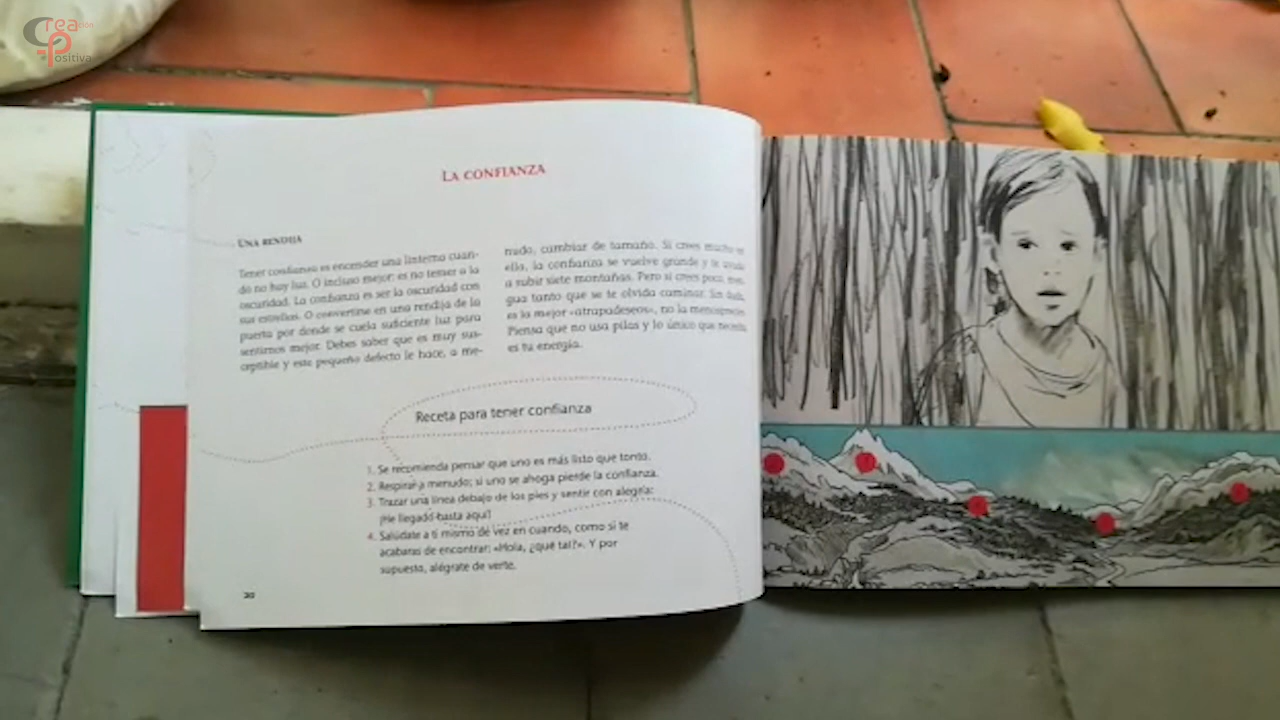 Creación
Positiva
LA CONFIANZA
UNA RENDIJA
Tener confianza es encender una linterna cuan-
do no hay luz. O incluso mejor: es no temer a la
oscuridad. La confianza es ser la oscuridad con
sus estrellas. O convertirse en una rendija de la
puerta por donde se cuela suficiente luz para
sentirnos mejor. Debes saber que es muy sus-
ceptible y este pequeño defecto le hace, a me-
nudo, cambiar de tamaño. Si crees mucho en
ella, la confianza se vuelve grande y te ayuda
a subir siete montañas. Pero si crees poco, men-
gua tanto que se te olvida caminar. Sin duda,
es la mejor «atrapadeseos», no la menosprecies.
Piensa que no usa pilas y lo único que necesita
es tu energía.
Receta para tener confianza
1. Se recomienda pensar que uno es más listo que tonto.
2. Respirar a menudo; si uno se ahoga pierde la confianza.
3. Trazar una línea debajo de los pies y sentir con alegría:
¡He llegado hasta aquí!
4. Salúdate a ti mismo de vez en cuando, como si te
acabaras de encontrar: «Hola, ¿qué tal?». Y por
supuesto, alégrate de verte.
30